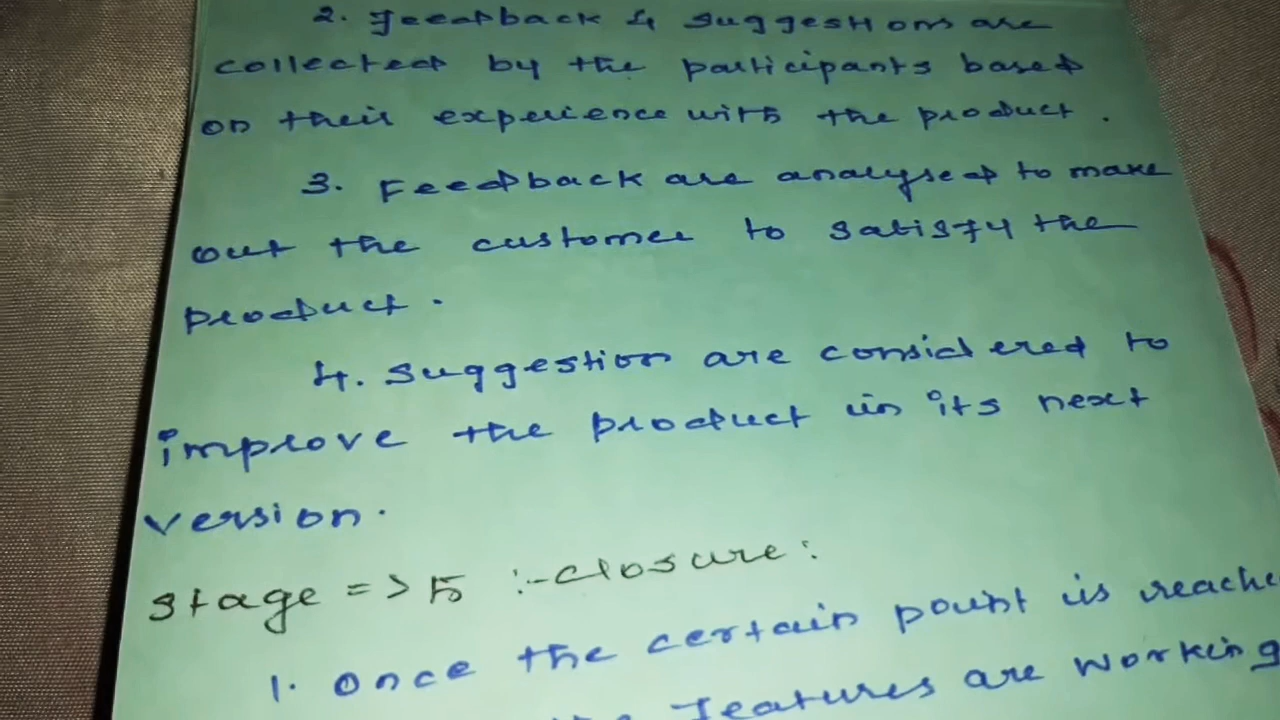 2. Feedback & suggestions are
collected by the participants based
on their experience with the product.
3. Feedback are analysed to make
out the customer to satisfy the
product.
4. suggestion are considered to
improve the product in its next
version.
stage => 5 :- closure:
1. once the certain point is reache
features are working